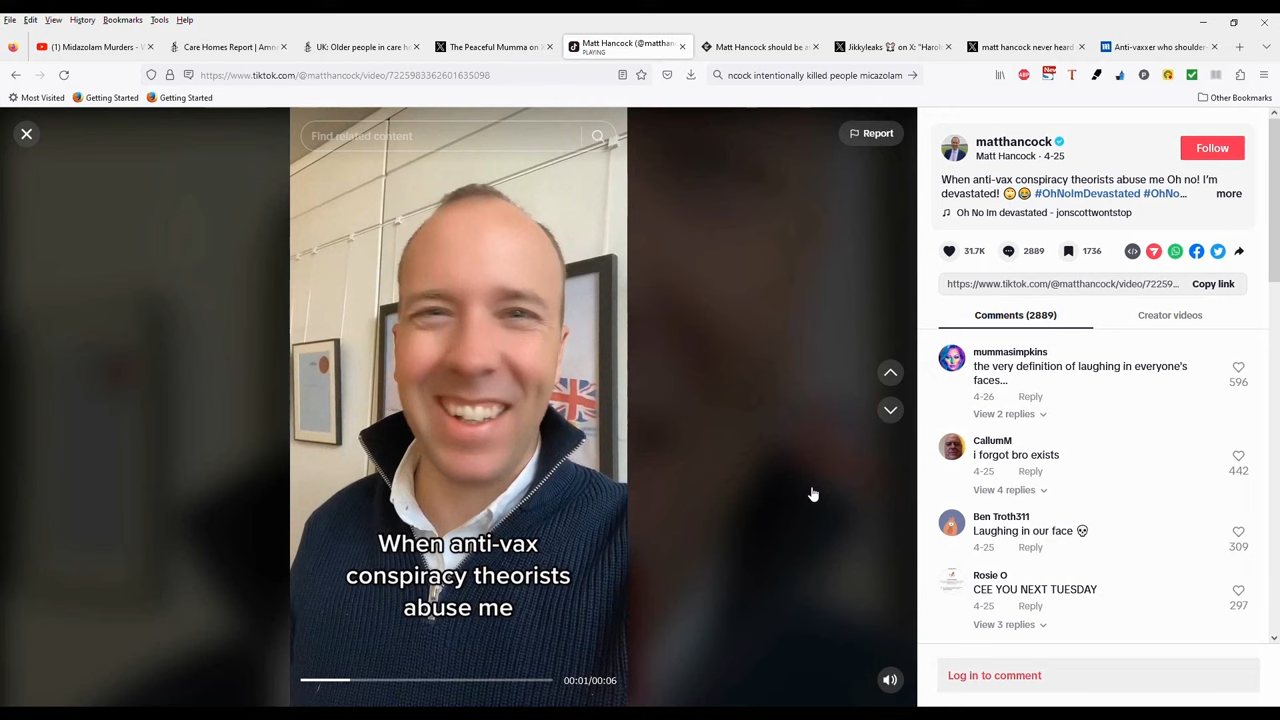 File Edit View History Bookmarks Tools Help
(1) Midazolam Murders - Y
Care Homes Report | Amn
UK: Older people in care ho
The Peaceful Mumma on X
Matt Hancock (@matthan
PLAYING
Matt Hancock should be a
Jikkyleaks 🐭 on X: "Harol
matt hancock never heard
Anti-vaxxer who shoulder-
https://www.tiktok.com/@matthancock/video/7225983362601635098
ncock intentionally killed people micazolam
New
Most Visited Getting Started Getting Started Other Bookmarks
Find related content
Report
matthancock
Matt Hancock · 4-25
Follow
When anti-vax conspiracy theorists abuse me Oh no! I'm
devastated! 🙄😂 #OhNoImDevastated #OhNo... more
Oh No Im devastated - jonscottwontstop
31.7K 2889 1736
https://www.tiktok.com/@matthancock/video/72259... Copy link
Comments (2889) Creator videos
mummasimpkins
the very definition of laughing in everyone's
faces...
596
4-26 Reply
View 2 replies
CallumM
i forgot bro exists
442
4-25 Reply
View 4 replies
Ben Troth311
Laughing in our face 💀
309
4-25 Reply
Rosie O
CEE YOU NEXT TUESDAY
297
4-25 Reply
View 3 replies
Log in to comment
When anti-vax
conspiracy theorists
abuse me
00:01/00:06